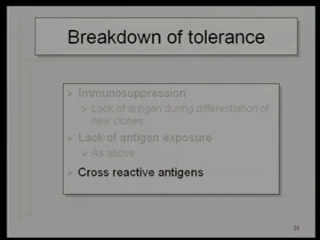 Breakdown of tolerance
Immunosuppression
Lack of antigen during differentiation of
new clones
Lack of antigen exposure
As above
Cross reactive antigens